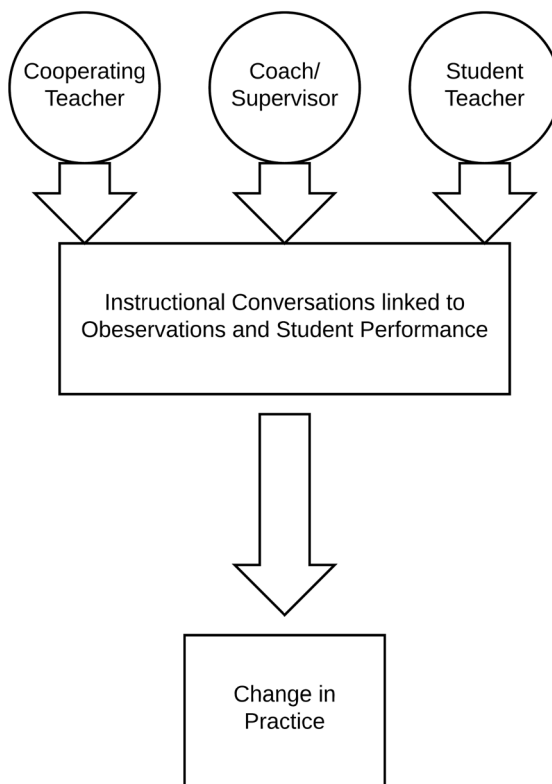 Cooperating
Teacher
Coach/
Supervisor
Student
Teacher
Instructional Conversations linked to
Obeservations and Student Performance
Change in
Practice